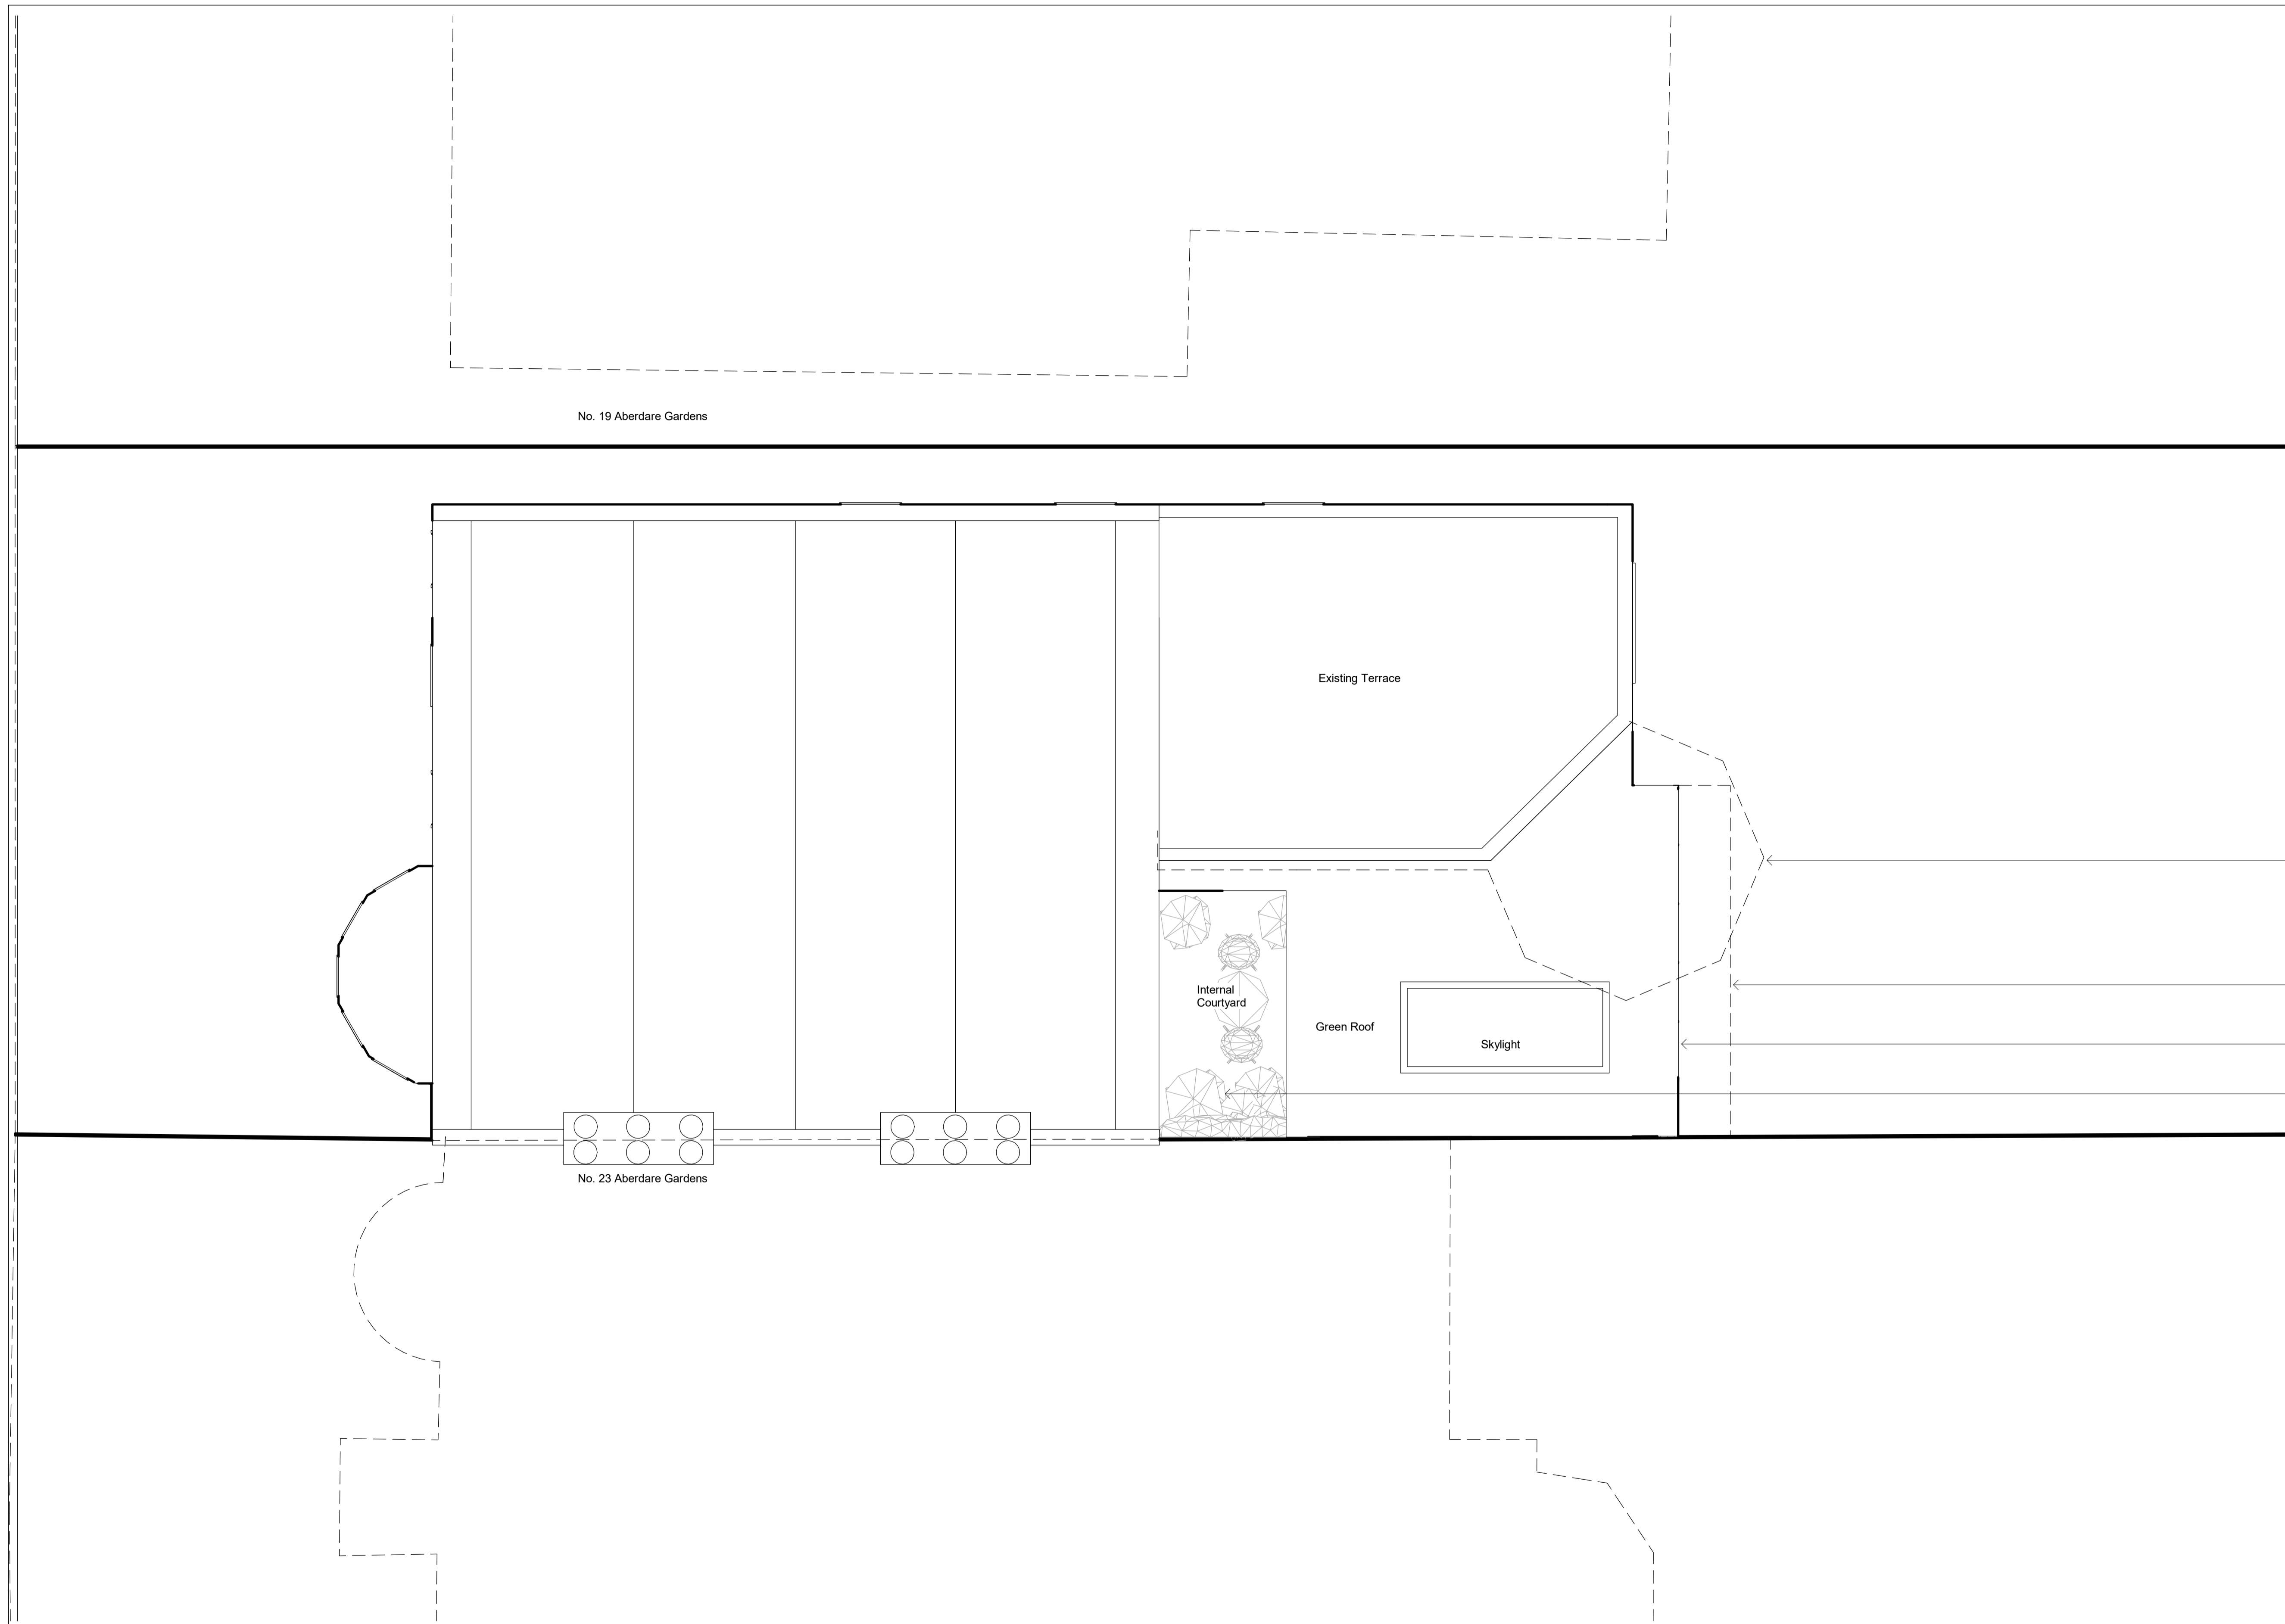 No. 19 Aberdare Gardens
Existing Terrace
Internal
Courtyard
Green Roof
Skylight
No. 23 Aberdare Gardens